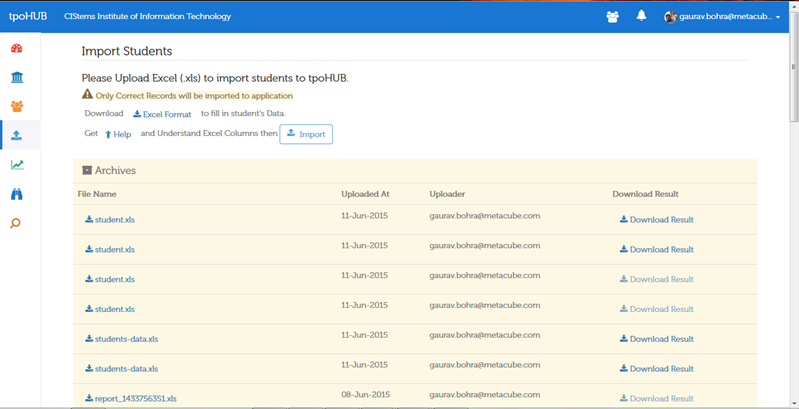 tpoHUB CIStems Institute of Information Technology gaurav.bohra@metacube.com...
Import Students
Please Upload Excel (.xls) to import students to tpoHUB.
Only Correct Records will be imported to application
Download Excel Format to fill in student's Data.
Get Help and Understand Excel Columns then Import
Archives
File Name Uploaded At Uploader Download Result
student.xls 11-Jun-2015 gaurav.bohra@metacube.com Download Result
student.xls 11-Jun-2015 gaurav.bohra@metacube.com Download Result
student.xls 11-Jun-2015 gaurav.bohra@metacube.com Download Result
student.xls 11-Jun-2015 gaurav.bohra@metacube.com Download Result
students-data.xls 11-Jun-2015 gaurav.bohra@metacube.com Download Result
students-data.xls 11-Jun-2015 gaurav.bohra@metacube.com Download Result
report_1433756351.xls 08-Jun-2015 gaurav.bohra@metacube.com Download Result